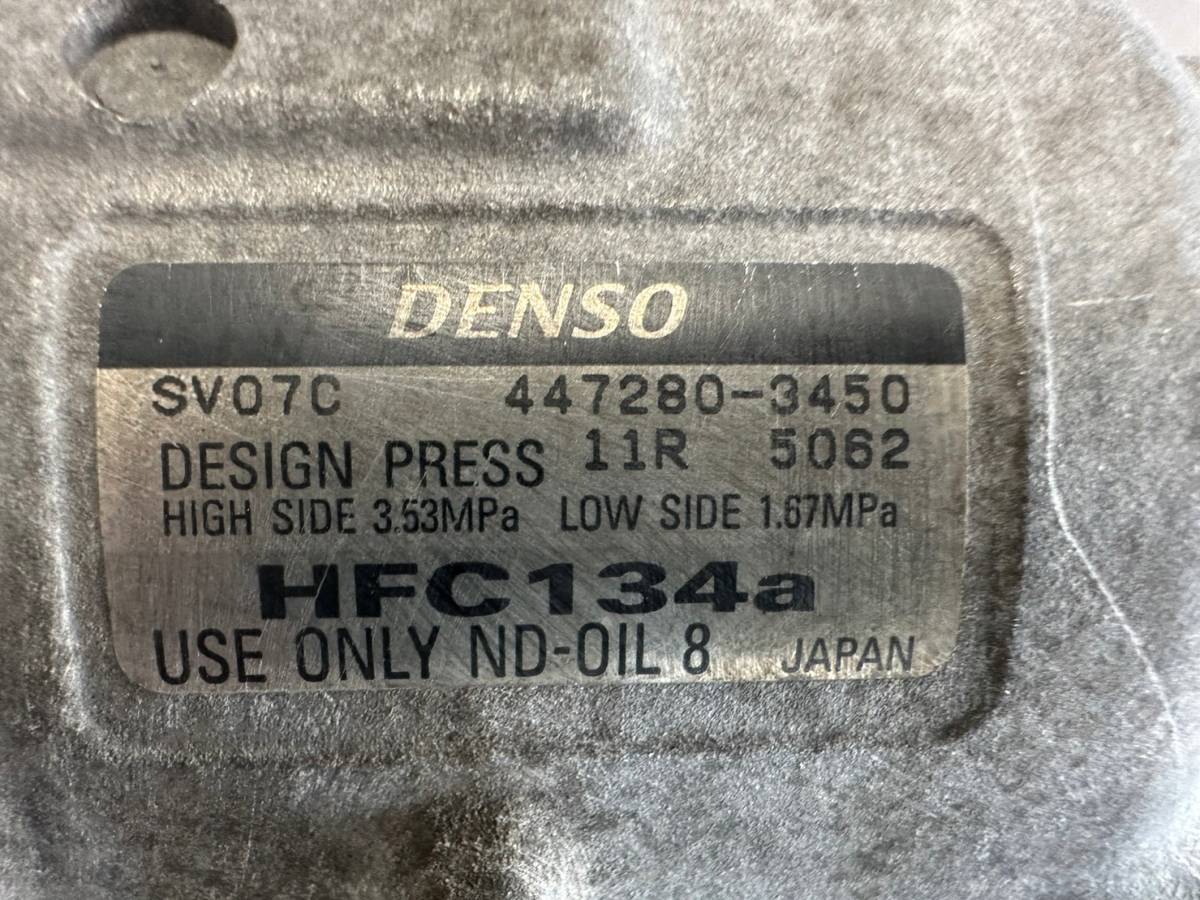 DENSO
SV07C 447280-3450
DESIGN PRESS 11R 5062
HIGH SIDE 3.53MPa LOW SIDE 1.67MPa
HFC134a
USE ONLY ND-OIL 8 JAPAN